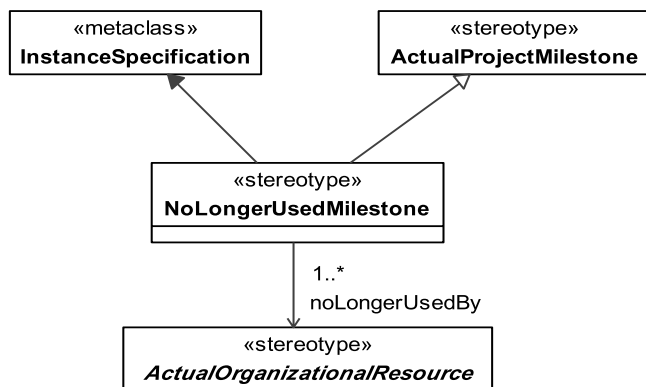 «metaclass»
InstanceSpecification
«stereotype»
ActualProjectMilestone
«stereotype»
NoLongerUsedMilestone
1..*
noLongerUsedBy
«stereotype»
ActualOrganizationalResource